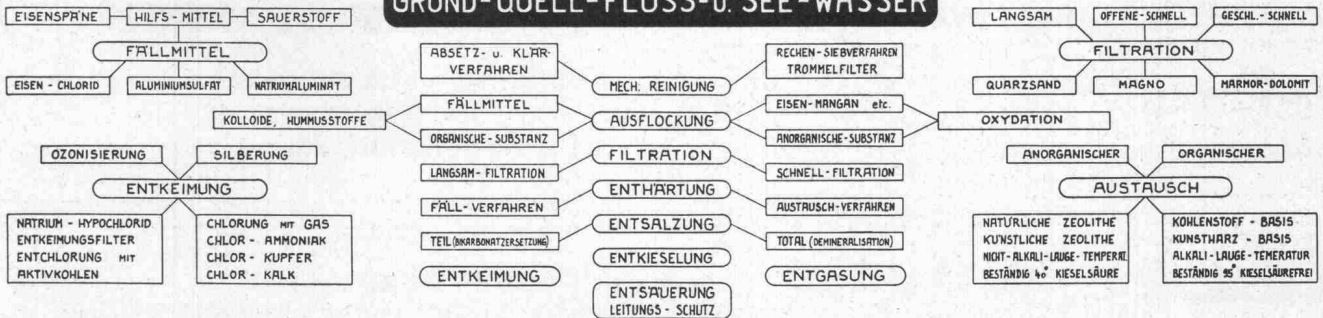 GRUND-QUELL-FLUSS-U. SEE-WASSER
EISENSPÄNE
HILFS-MITTEL
SAUERSTOFF
FÄLLMITTEL
EISEN-CHLORID
ALUMINIUMSULFAT
NATRIUMALUMINAT
KOLLOIDE, HUMMUSSTOFFE
OZONISIERUNG
SILBERUNG
ENTKEIMUNG
NATRIUM-HYPOCHLORID
ENTKEIMUNGSFILTER
ENTCHLORUNG MIT
AKTIVKOHLEN
CHLORUNG MIT GAS
CHLOR-AMMONIAK
CHLOR-KUPFER
CHLOR-KALK
ABSETZ- u. KLÄR-
VERFAHREN
FÄLLMITTEL
ORGANISCHE-SUBSTANZ
LANGSAM-FILTRATION
FÄLL-VERFAHREN
TEIL (BIKARBONATZERSETZUNG)
ENTKEIMUNG
MECH. REINIGUNG
AUSFLOCKUNG
FILTRATION
ENTHÄRTUNG
ENTSALZUNG
ENTKIESELUNG
ENTSÄUERUNG
LEITUNGS-SCHUTZ
RECHEN-SIEBVERFAHREN
TROMMELFILTER
EISEN-MANGAN etc.
ANORGANISCHE-SUBSTANZ
SCHNELL-FILTRATION
AUSTAUSCH-VERFAHREN
TOTAL (DEMINERALISATION)
ENTGASUNG
OXYDATION
LANGSAM
OFFENE-SCHNELL
GESCHL.-SCHNELL
FILTRATION
QUARZSAND
MAGNO
MARMOR-DOLOMIT
ANORGANISCHER
ORGANISCHER
AUSTAUSCH
NATÜRLICHE ZEOLITHE
KÜNSTLICHE ZEOLITHE
NICHT-ALKALI-LAUGE-TEMPERAT.
BESTÄNDIG 40° KIESELSÄURE
KOHLENSTOFF-BASIS
KUNSTHARZ-BASIS
ALKALI-LAUGE-TEMERATUR
BESTÄNDIG 95° KIESELSÄUREFREI